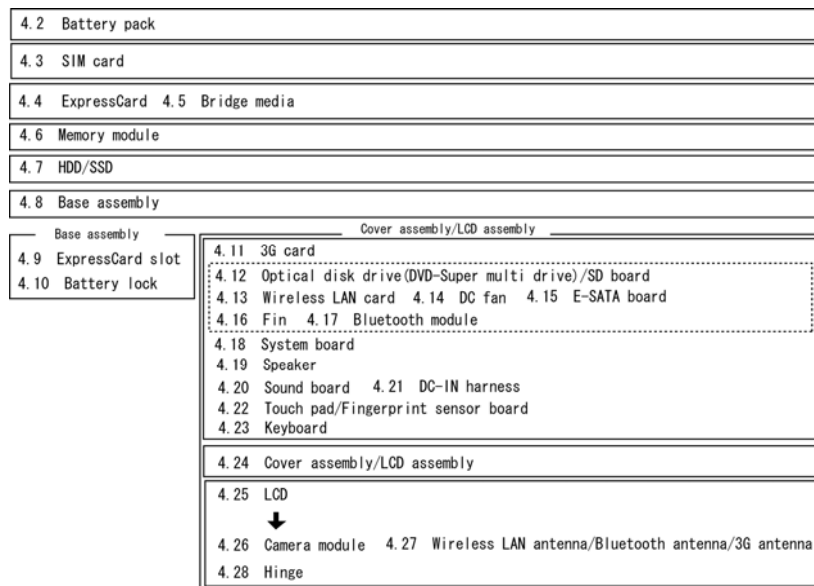 4.2 Battery pack
4.3 SIM card
4.4 ExpressCard 4.5 Bridge media
4.6 Memory module
4.7 HDD/SSD
4.8 Base assembly
Base assembly
4.9 ExpressCard slot
4.10 Battery lock
Cover assembly/LCD assembly
4.11 3G card
4.12 Optical disk drive(DVD-Super multi drive)/SD board
4.13 Wireless LAN card 4.14 DC fan 4.15 E-SATA board
4.16 Fin 4.17 Bluetooth module
4.18 System board
4.19 Speaker
4.20 Sound board 4.21 DC-IN harness
4.22 Touch pad/Fingerprint sensor board
4.23 Keyboard
4.24 Cover assembly/LCD assembly
4.25 LCD
4.26 Camera module 4.27 Wireless LAN antenna/Bluetooth antenna/3G antenna
4.28 Hinge